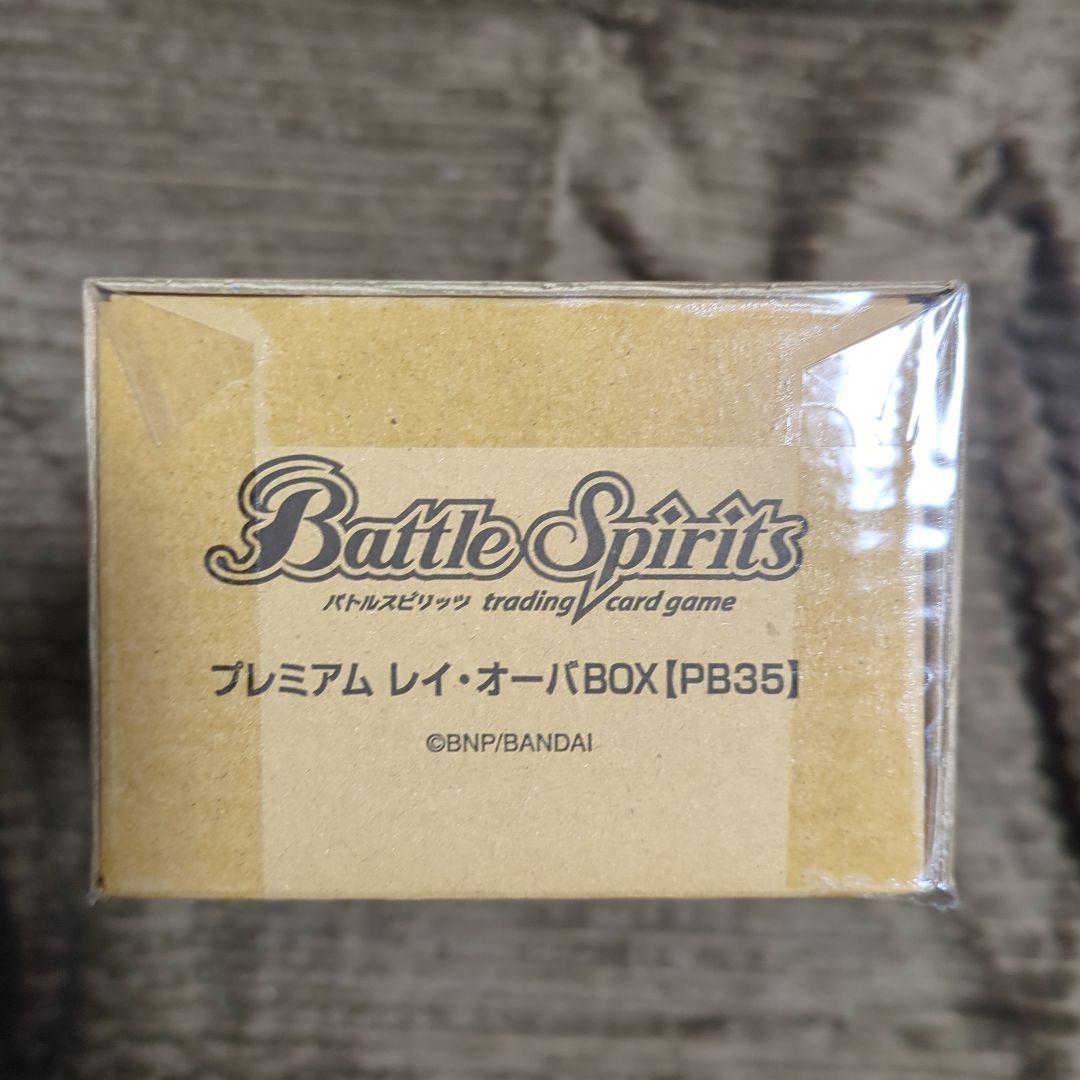 Battle Spirits
バトルスピリッツ trading card game
プレミアム レイ・オーバBOX【PB35】
©BNP/BANDAI